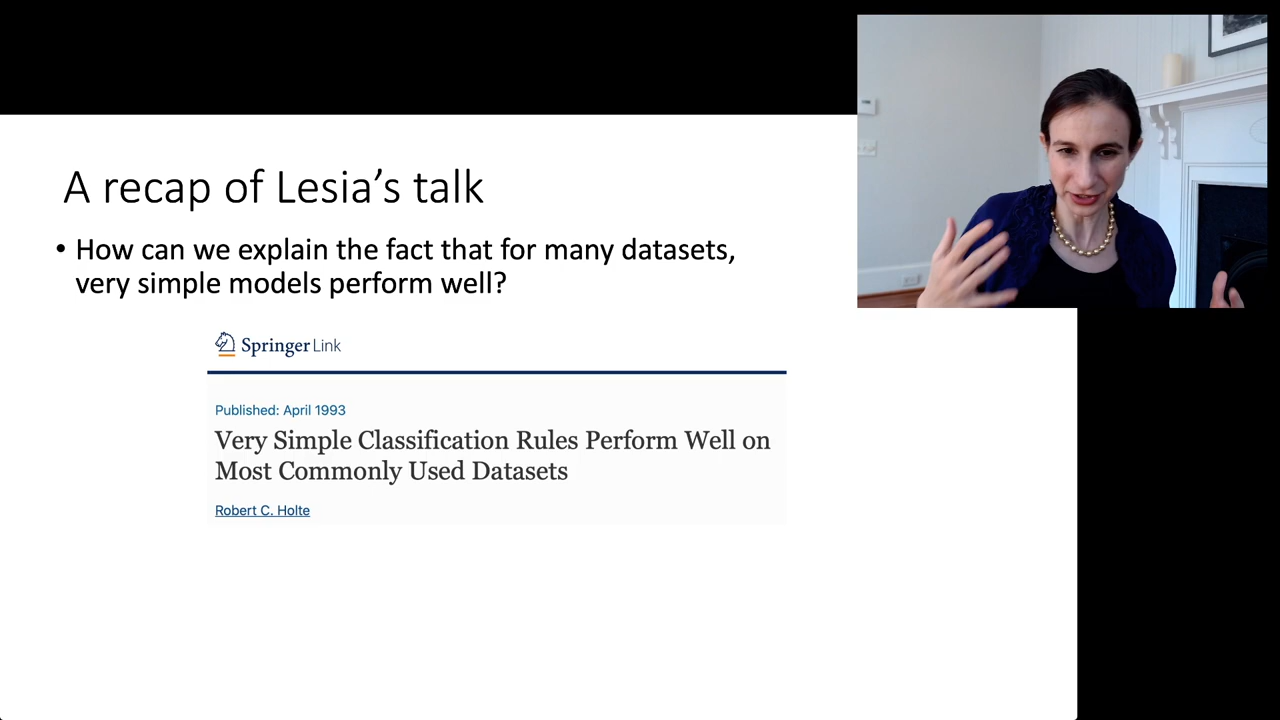 A recap of Lesia’s talk
• How can we explain the fact that for many datasets,
very simple models perform well?
Springer Link
Published: April 1993
Very Simple Classification Rules Perform Well on
Most Commonly Used Datasets
Robert C. Holte